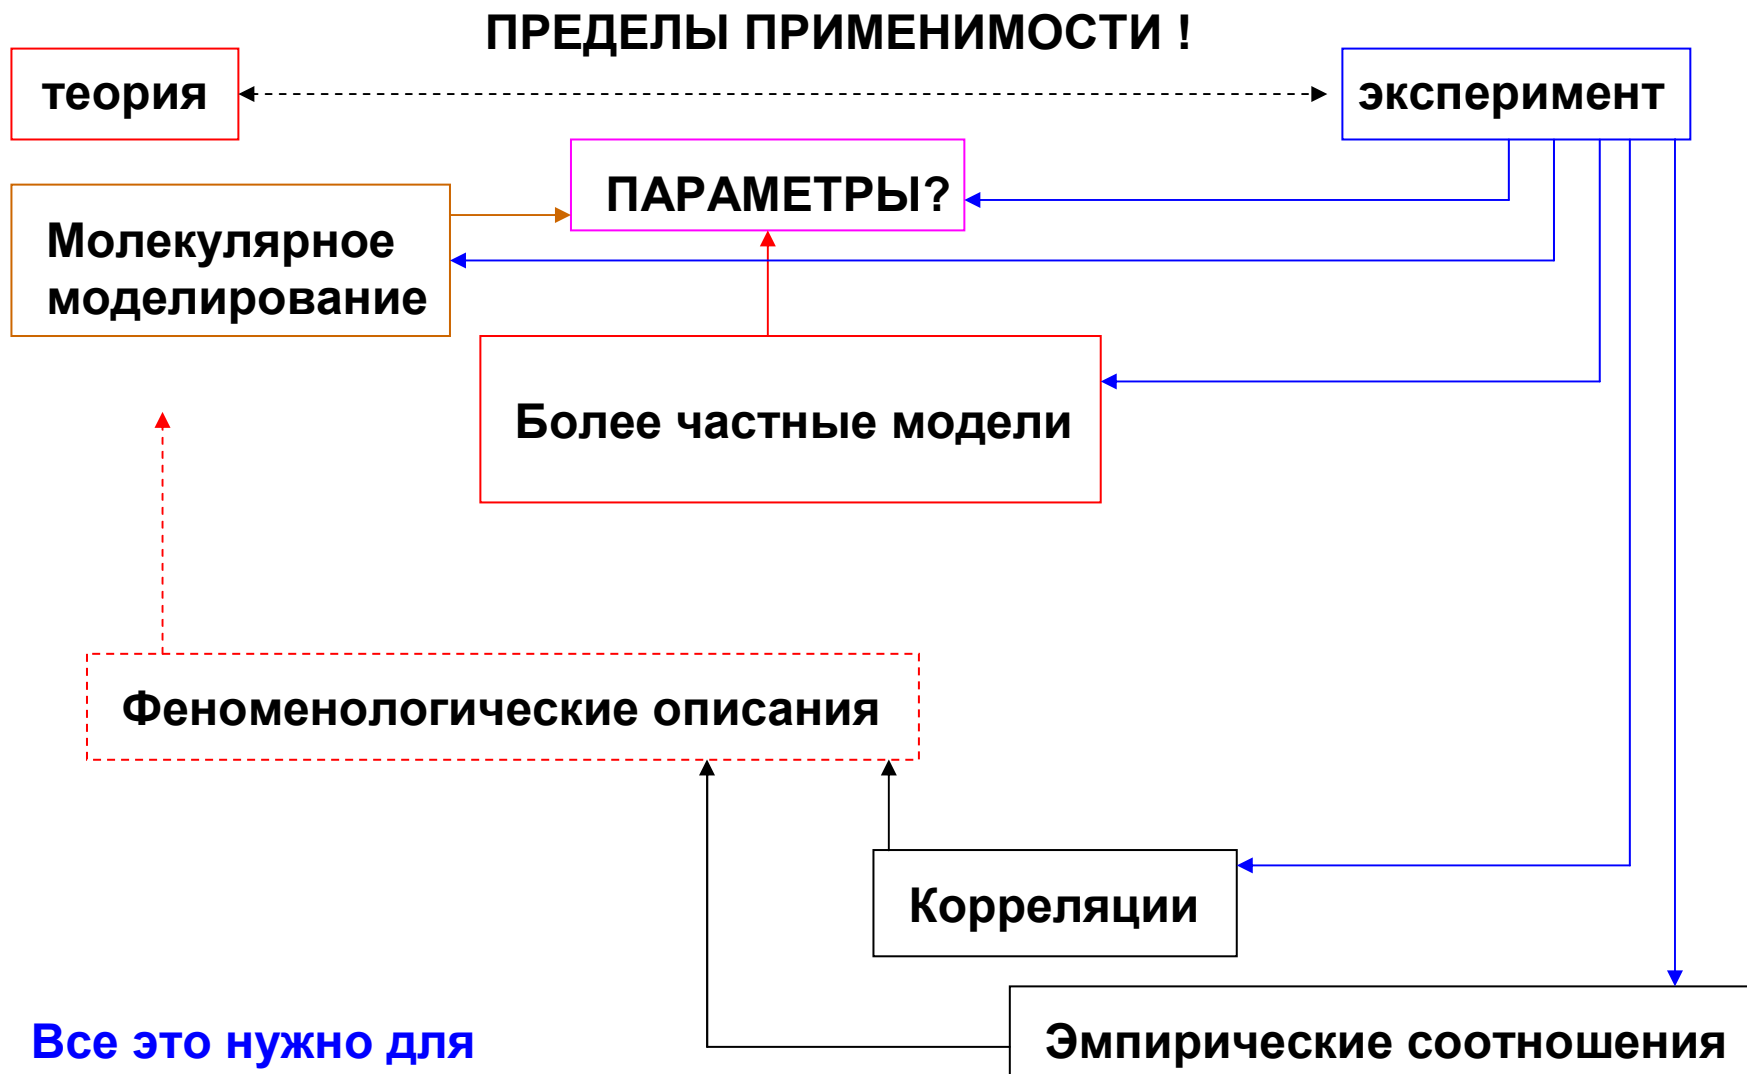 ПРЕДЕЛЫ ПРИМЕНИМОСТИ !
теория
эксперимент
ПАРАМЕТРЫ?
Молекулярное
моделирование
Более частные модели
Феноменологические описания
Корреляции
Все это нужно для
Эмпирические соотношения